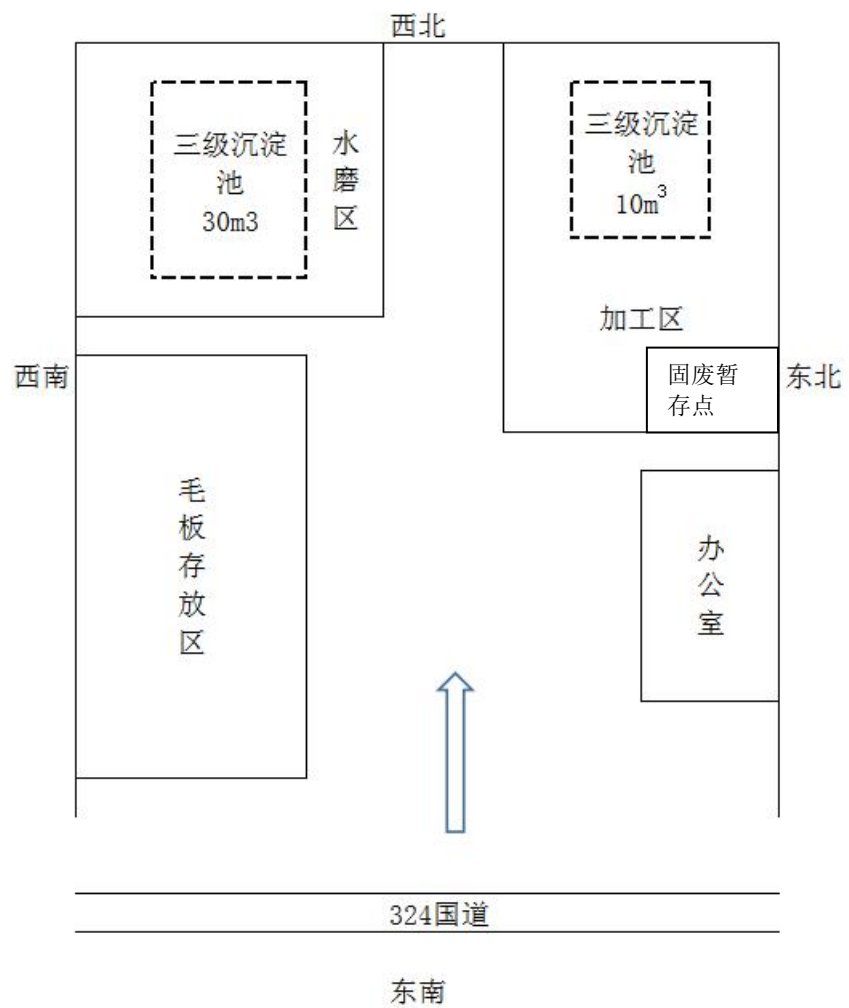 西北
三级沉淀
池
30m3
水
磨
区
三级沉淀
池
10m³
加工区
西南
固废暂
存点
东北
毛
板
存
放
区
办
公
室
324国道
东南